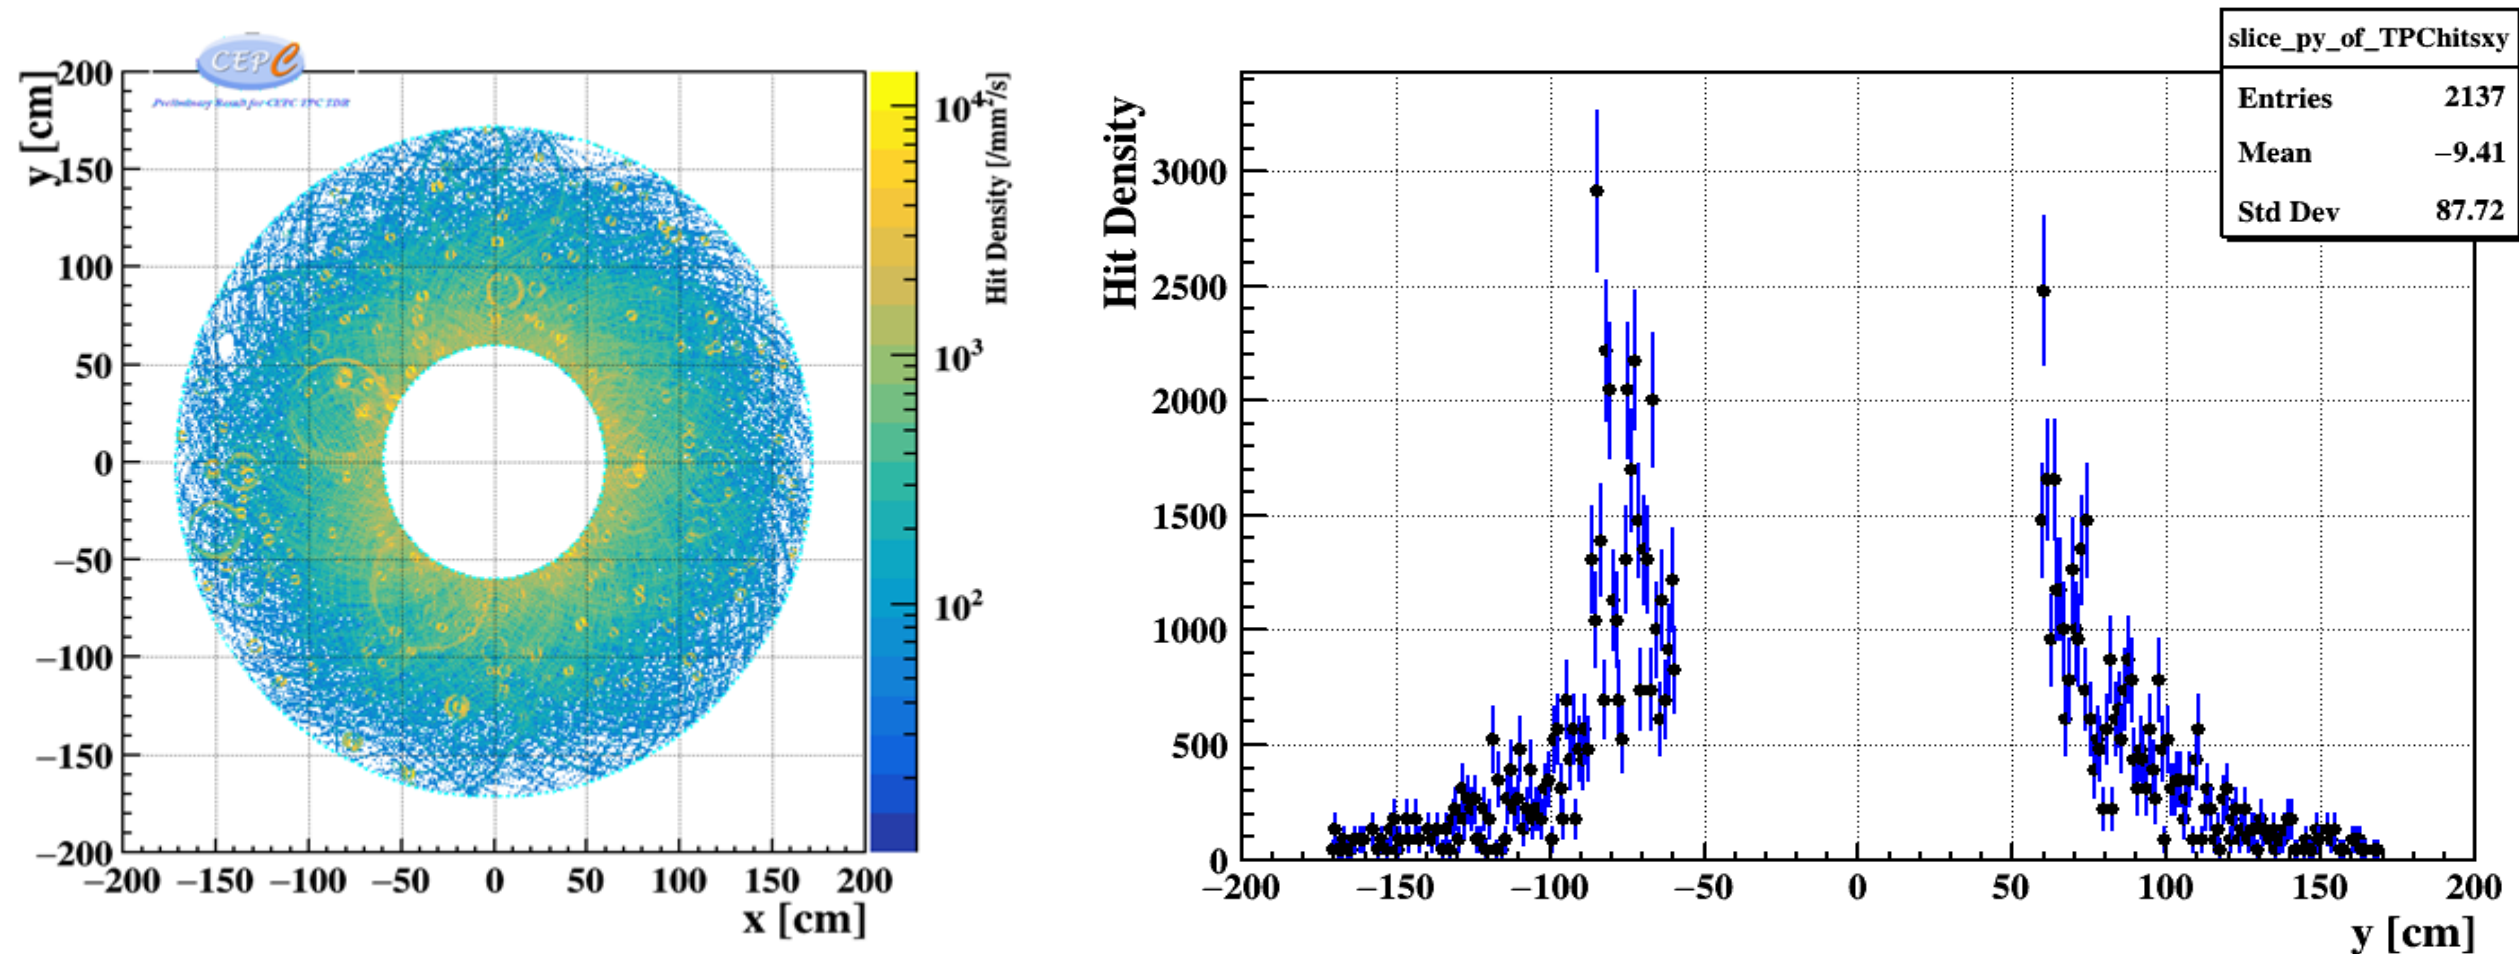 CEPC
Preliminary Result for CEPC TPC TDR
y [cm]
200
150
100
50
0
−50
−100
−150
−200
−200 −150 −100 −50 0 50 100 150 200
x [cm]
10⁴
10³
10²
Hit Density [/mm²/s]
slice_py_of_TPChitsxy
Entries 2137
Mean −9.41
Std Dev 87.72
Hit Density
3000
2500
2000
1500
1000
500
0
−200 −150 −100 −50 0 50 100 150 200
y [cm]